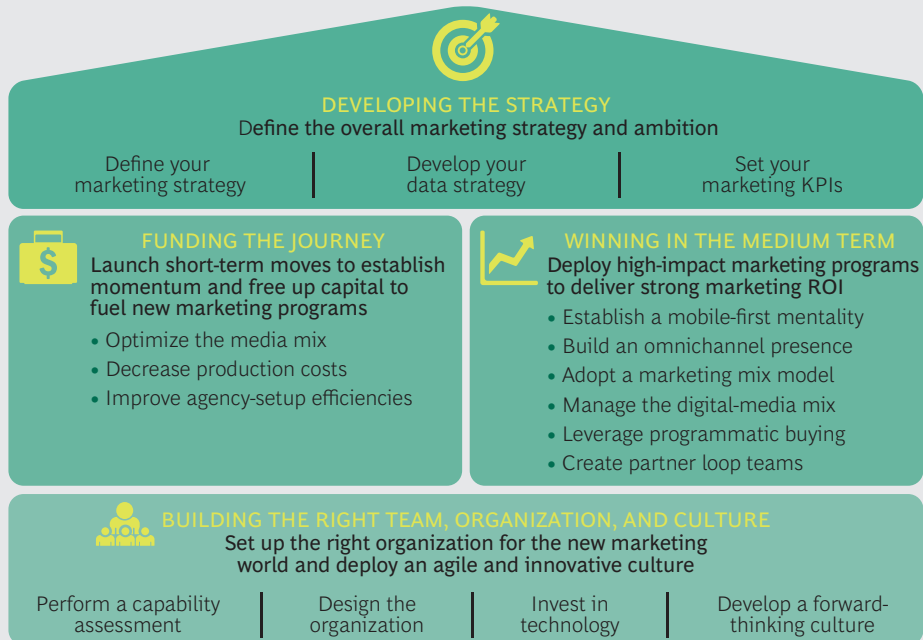 DEVELOPING THE STRATEGY
Define the overall marketing strategy and ambition
Define your
marketing strategy
Develop your
data strategy
Set your
marketing KPIs
$
FUNDING THE JOURNEY
Launch short-term moves to establish
momentum and free up capital to
fuel new marketing programs
• Optimize the media mix
• Decrease production costs
• Improve agency-setup efficiencies
WINNING IN THE MEDIUM TERM
Deploy high-impact marketing programs
to deliver strong marketing ROI
• Establish a mobile-first mentality
• Build an omnichannel presence
• Adopt a marketing mix model
• Manage the digital-media mix
• Leverage programmatic buying
• Create partner loop teams
BUILDING THE RIGHT TEAM, ORGANIZATION, AND CULTURE
Set up the right organization for the new marketing
world and deploy an agile and innovative culture
Perform a capability
assessment
Design the
organization
Invest in
technology
Develop a forward-
thinking culture